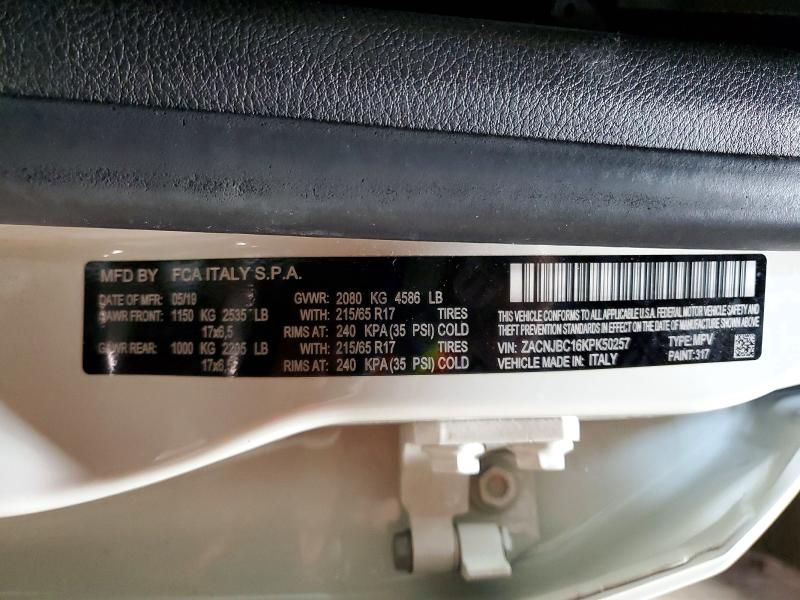 MFD BY FCA ITALY S.P.A.
DATE OF MFR: 05/19 GVWR: 2080 KG 4586 LB
GAWR FRONT: 1150 KG 2535 LB WITH: 215/65 R17 TIRES
17x6,5 RIMS AT: 240 KPA (35 PSI) COLD
GAWR REAR: 1000 KG 2205 LB WITH: 215/65 R17 TIRES
17x6,5 RIMS AT: 240 KPA (35 PSI) COLD
THIS VEHICLE CONFORMS TO ALL APPLICABLE U.S.A. FEDERAL MOTOR VEHICLE SAFETY AND
THEFT PREVENTION STANDARDS IN EFFECT ON THE DATE OF MANUFACTURE SHOWN ABOVE.
VIN: ZACNJBC16KPK50257 TYPE: MPV
VEHICLE MADE IN: ITALY PAINT: 317